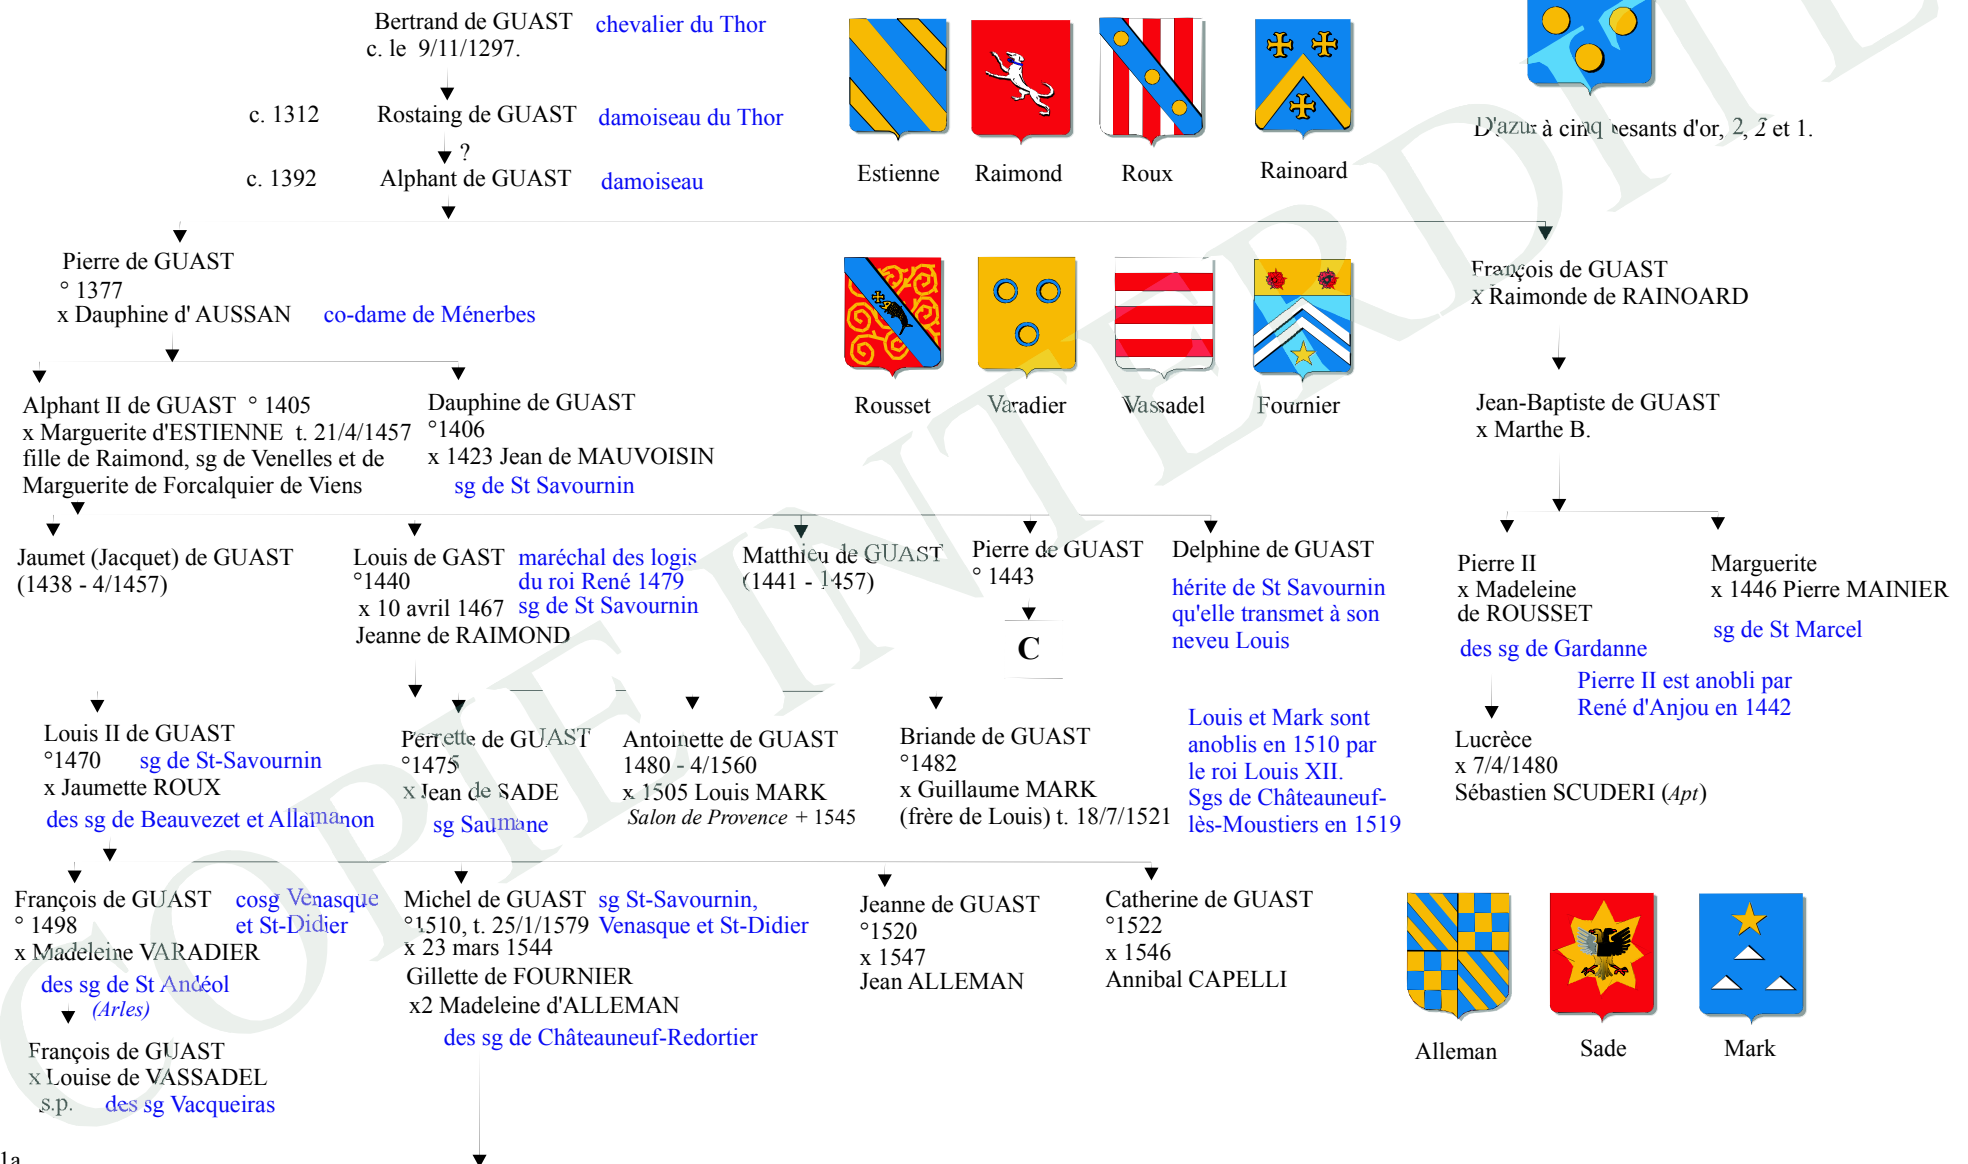 Bertrand de GUAST chevalier du Thor
c. le 9/11/1297.
c. 1312 Rostaing de GUAST damoiseau du Thor
?
c. 1392 Alphant de GUAST damoiseau
Estienne Raimond Roux Rainoard
D'azur à cinq besants d'or, 2, 2 et 1.
Pierre de GUAST
° 1377
x Dauphine d' AUSSAN co-dame de Ménerbes
François de GUAST
x Raimonde de RAINOARD
Rousset Varadier Vassadel Fournier
Alphant II de GUAST ° 1405
x Marguerite d'ESTIENNE t. 21/4/1457
fille de Raimond, sg de Venelles et de
Marguerite de Forcalquier de Viens
Dauphine de GUAST
°1406
x 1423 Jean de MAUVOISIN
sg de St Savournin
Jean-Baptiste de GUAST
x Marthe B.
Jaumet (Jacquet) de GUAST
(1438 - 4/1457)
Louis de GAST
°1440
x 10 avril 1467
Jeanne de RAIMOND
maréchal des logis
du roi René 1479
sg de St Savournin
Matthieu de GUAST
(1441 - 1457)
Pierre de GUAST
° 1443
C
Delphine de GUAST
hérite de St Savournin
qu'elle transmet à son
neveu Louis
Pierre II
x Madeleine
de ROUSSET
des sg de Gardanne
Pierre II est anobli par
René d'Anjou en 1442
Marguerite
x 1446 Pierre MAINIER
sg de St Marcel
Louis II de GUAST
°1470 sg de St-Savournin
x Jaumette ROUX
des sg de Beauvezet et Allamanon
Perrette de GUAST
°1475
x Jean de SADE
sg Saumane
Antoinette de GUAST
1480 - 4/1560
x 1505 Louis MARK
Salon de Provence + 1545
Briande de GUAST
°1482
x Guillaume MARK
(frère de Louis) t. 18/7/1521
Louis et Mark sont
anoblis en 1510 par
le roi Louis XII.
Sgs de Châteauneuf-
lès-Moustiers en 1519
Lucrèce
x 7/4/1480
Sébastien SCUDERI (Apt)
François de GUAST
° 1498
x Madeleine VARADIER
des sg de St Andéol
(Arles)
cosg Venasque
et St-Didier
Michel de GUAST
°1510, t. 25/1/1579
x 23 mars 1544
Gillette de FOURNIER
x2 Madeleine d'ALLEMAN
des sg de Châteauneuf-Redortier
sg St-Savournin,
Venasque et St-Didier
Jeanne de GUAST
°1520
x 1547
Jean ALLEMAN
Catherine de GUAST
°1522
x 1546
Annibal CAPELLI
Alleman Sade Mark
François de GUAST
x Louise de VASSADEL
s.p. des sg Vacqueiras
1a
COPIE INTERDITE